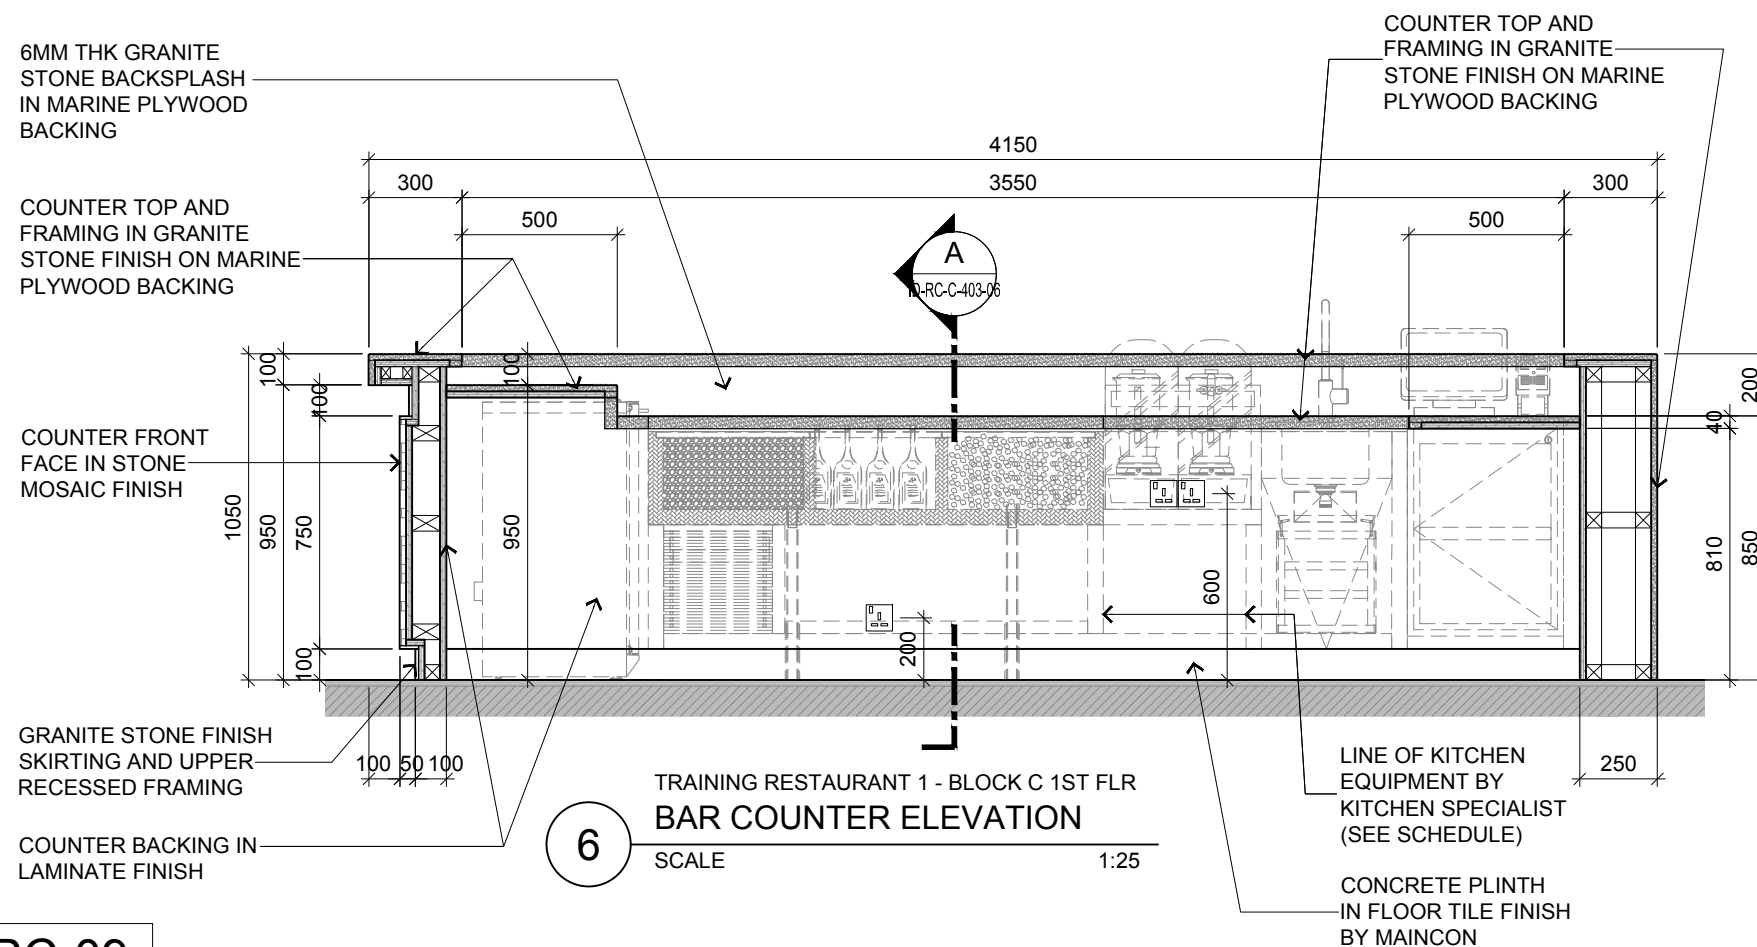 6MM THK GRANITE
STONE BACKSPLASH
IN MARINE PLYWOOD
BACKING
COUNTER TOP AND
FRAMING IN GRANITE
STONE FINISH ON MARINE
PLYWOOD BACKING
4150
300
3550
300
500
500
COUNTER TOP AND
FRAMING IN GRANITE
STONE FINISH ON MARINE
PLYWOOD BACKING
A
ID-RC-C-403-06
100
100
100
200
40
COUNTER FRONT
FACE IN STONE
MOSAIC FINISH
1050
950
750
950
600
810
850
200
100
GRANITE STONE FINISH
SKIRTING AND UPPER
RECESSED FRAMING
100
50
100
250
COUNTER BACKING IN
LAMINATE FINISH
6
TRAINING RESTAURANT 1 - BLOCK C 1ST FLR
BAR COUNTER ELEVATION
SCALE
1:25
LINE OF KITCHEN
EQUIPMENT BY
KITCHEN SPECIALIST
(SEE SCHEDULE)
CONCRETE PLINTH
IN FLOOR TILE FINISH
BY MAINCON